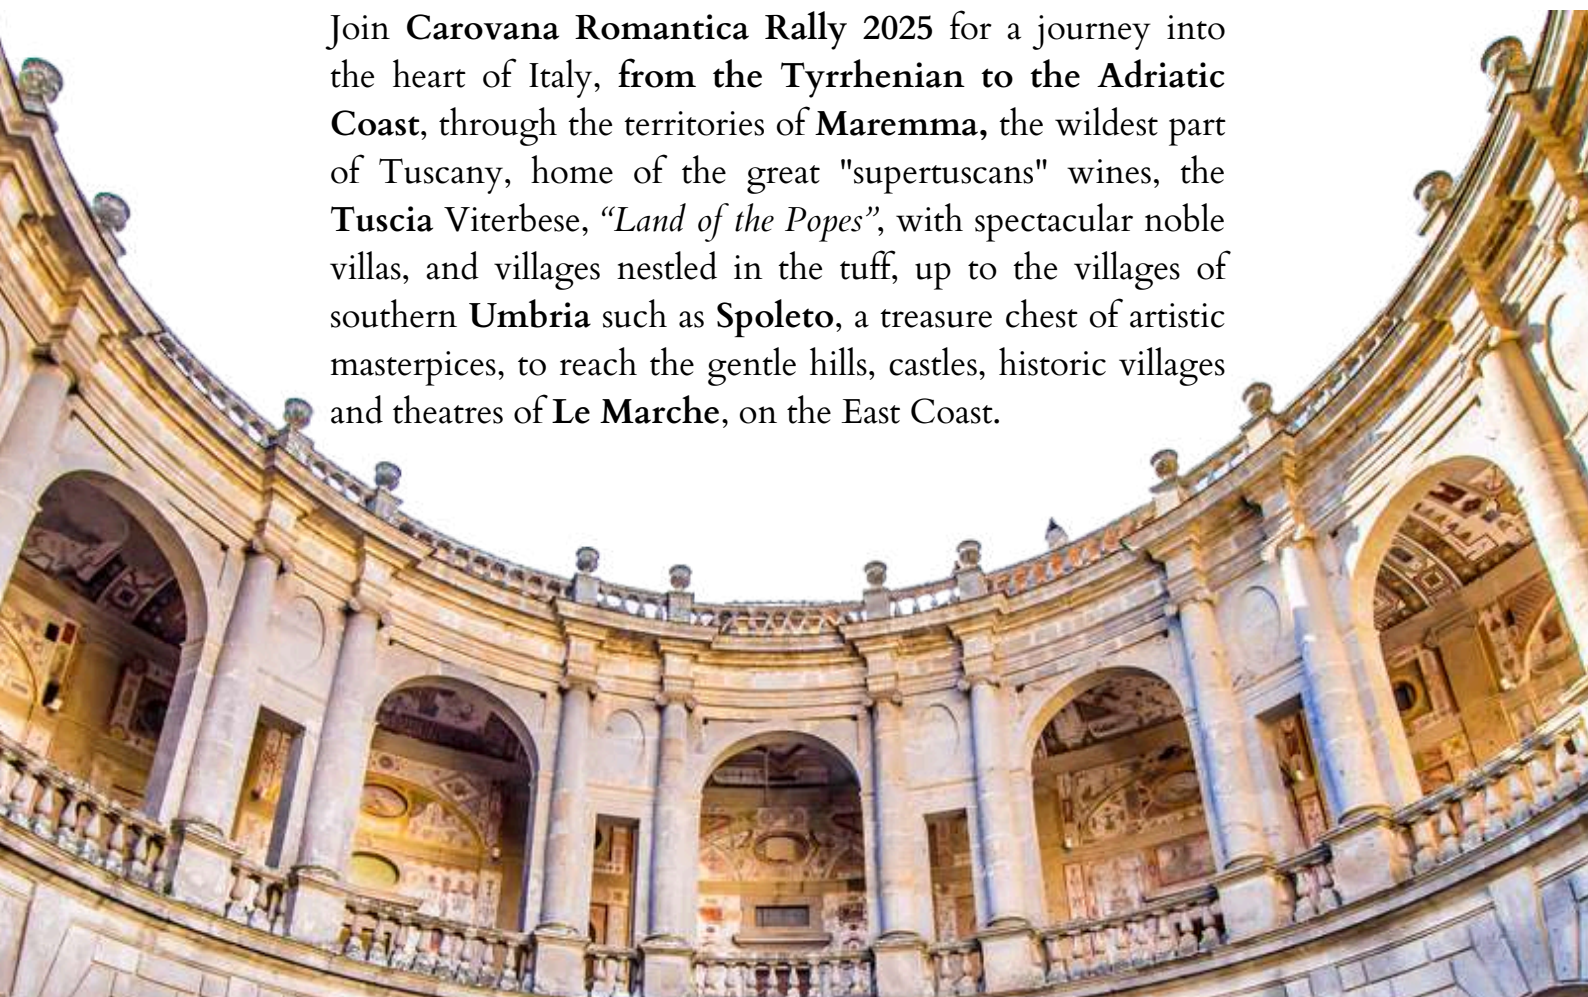 Join Carovana Romantica Rally 2025 for a journey into
the heart of Italy, from the Tyrrhenian to the Adriatic
Coast, through the territories of Maremma, the wildest part
of Tuscany, home of the great "supertuscans" wines, the
Tuscia Viterbese, “Land of the Popes”, with spectacular noble
villas, and villages nestled in the tuff, up to the villages of
southern Umbria such as Spoleto, a treasure chest of artistic
masterpices, to reach the gentle hills, castles, historic villages
and theatres of Le Marche, on the East Coast.